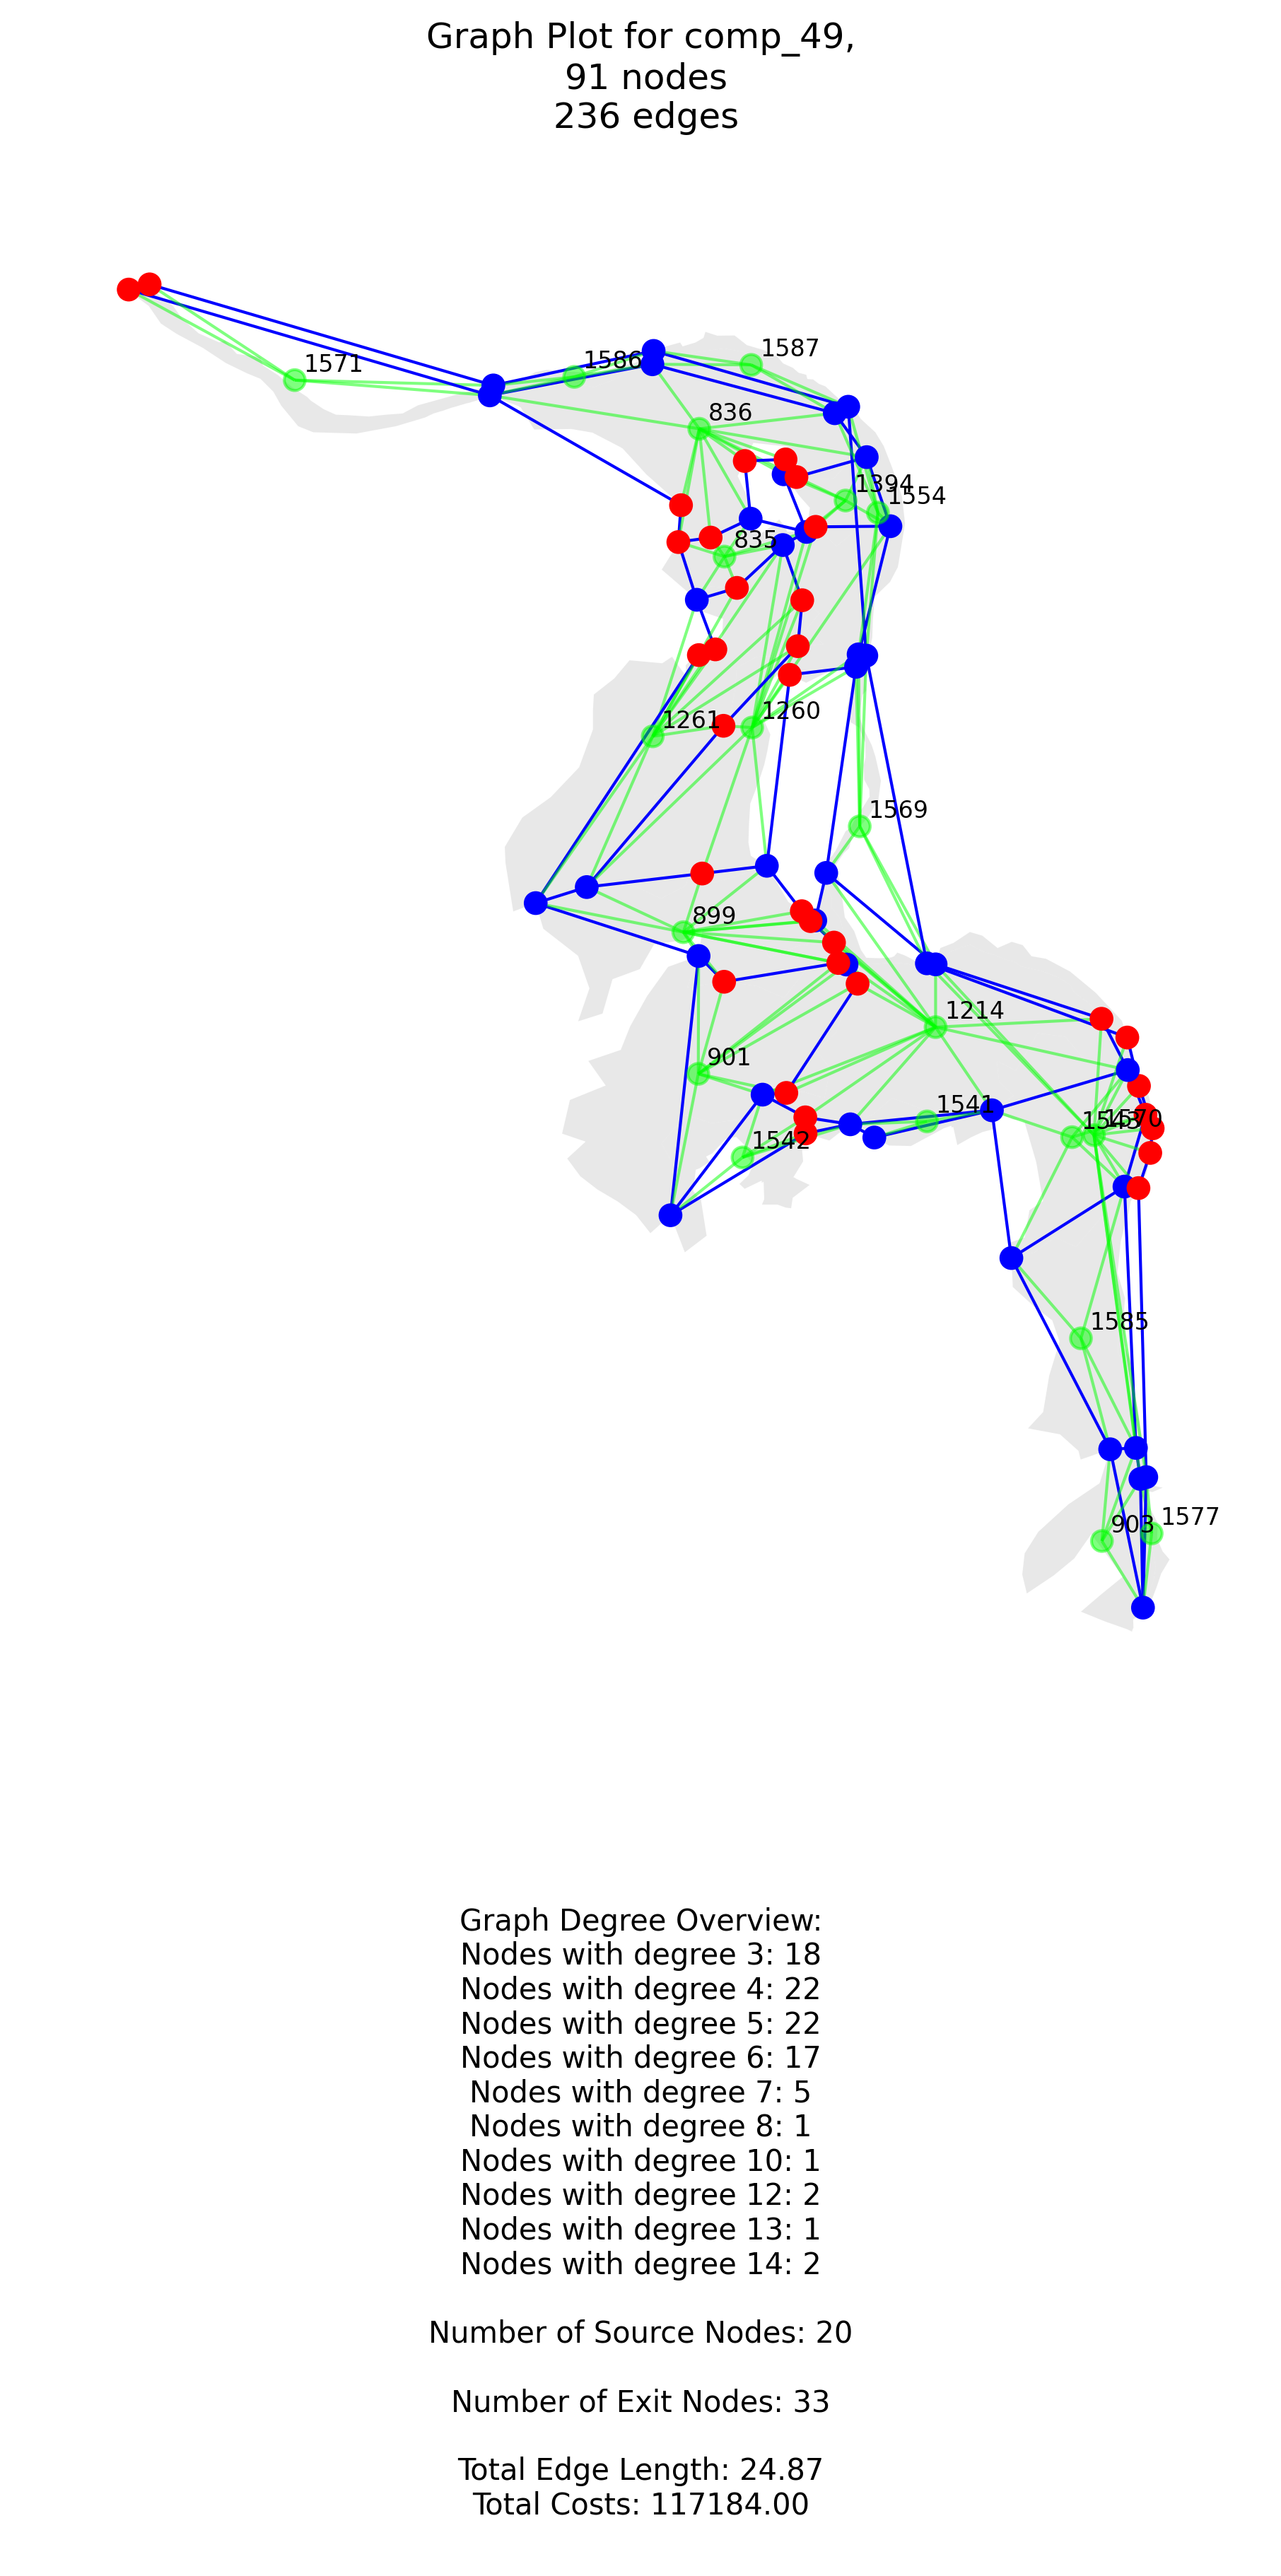 Graph Plot for comp_49,
91 nodes
236 edges
1587
1586
1571
836
1394
1554
835
1261
1260
1569
899
1214
901
1541
1543
1570
1542
1585
903
1577
Graph Degree Overview:
Nodes with degree 3: 18
Nodes with degree 4: 22
Nodes with degree 5: 22
Nodes with degree 6: 17
Nodes with degree 7: 5
Nodes with degree 8: 1
Nodes with degree 10: 1
Nodes with degree 12: 2
Nodes with degree 13: 1
Nodes with degree 14: 2
Number of Source Nodes: 20
Number of Exit Nodes: 33
Total Edge Length: 24.87
Total Costs: 117184.00